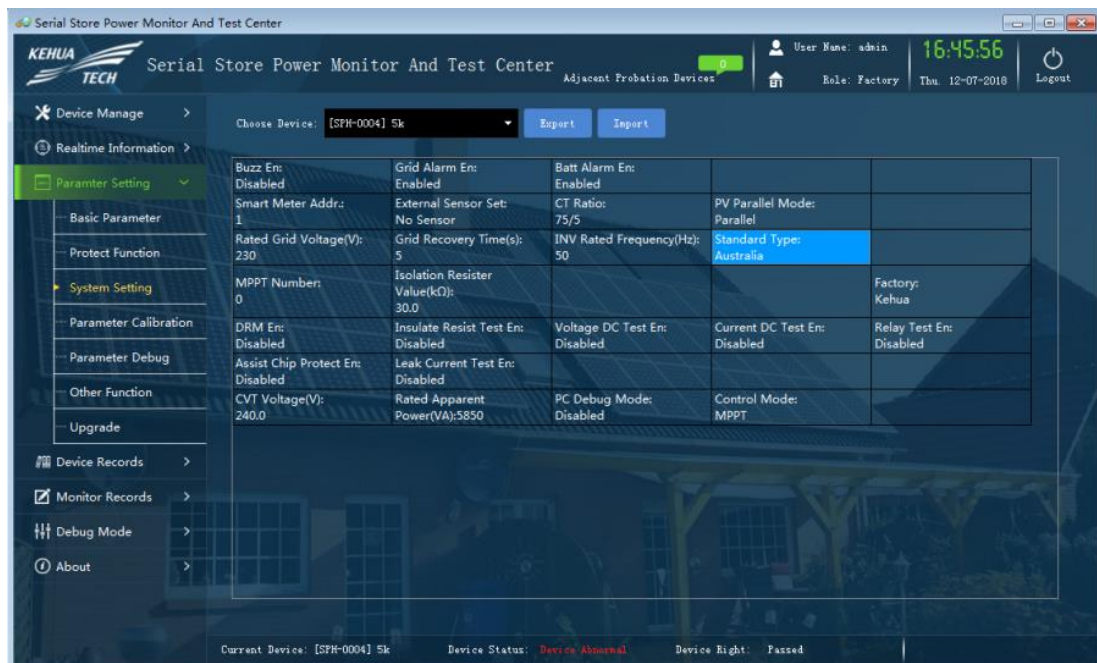 Serial Store Power Monitor And Test Center
KEHUA TECH
Serial Store Power Monitor And Test Center
Adjacent Probation Devices
0
User Name: admin
Role: Factory
16:45:56
Thu. 12-07-2018
Logout
Device Manage
Realtime Information
Paramter Setting
Basic Parameter
Protect Function
System Setting
Parameter Calibration
Parameter Debug
Other Function
Upgrade
Device Records
Monitor Records
Debug Mode
About
Choose Device: [SPH-0004] 5k
Export
Import
Buzz En:
Disabled
Grid Alarm En:
Enabled
Batt Alarm En:
Enabled
Smart Meter Addr.:
1
External Sensor Set:
No Sensor
CT Ratio:
75/5
PV Parallel Mode:
Parallel
Rated Grid Voltage(V):
230
Grid Recovery Time(s):
5
INV Rated Frequency(Hz):
50
Standard Type:
Australia
MPPT Number:
0
Isolation Resister
Value(kΩ):
30.0
Factory:
Kehua
DRM En:
Disabled
Insulate Resist Test En:
Disabled
Voltage DC Test En:
Disabled
Current DC Test En:
Disabled
Relay Test En:
Disabled
Assist Chip Protect En:
Disabled
Leak Current Test En:
Disabled
CVT Voltage(V):
240.0
Rated Apparent
Power(VA):5850
PC Debug Mode:
Disabled
Control Mode:
MPPT
Current Device: [SPH-0004] 5k
Device Status: Device Abnormal
Device Right: Passed